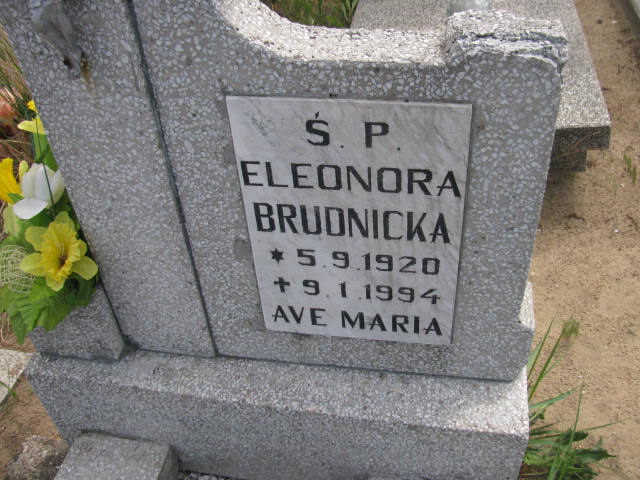 Ś. P.
ELEONORA
BRUDNICKA
* 5.9.1920
✝ 9.1.1994
AVE MARIA